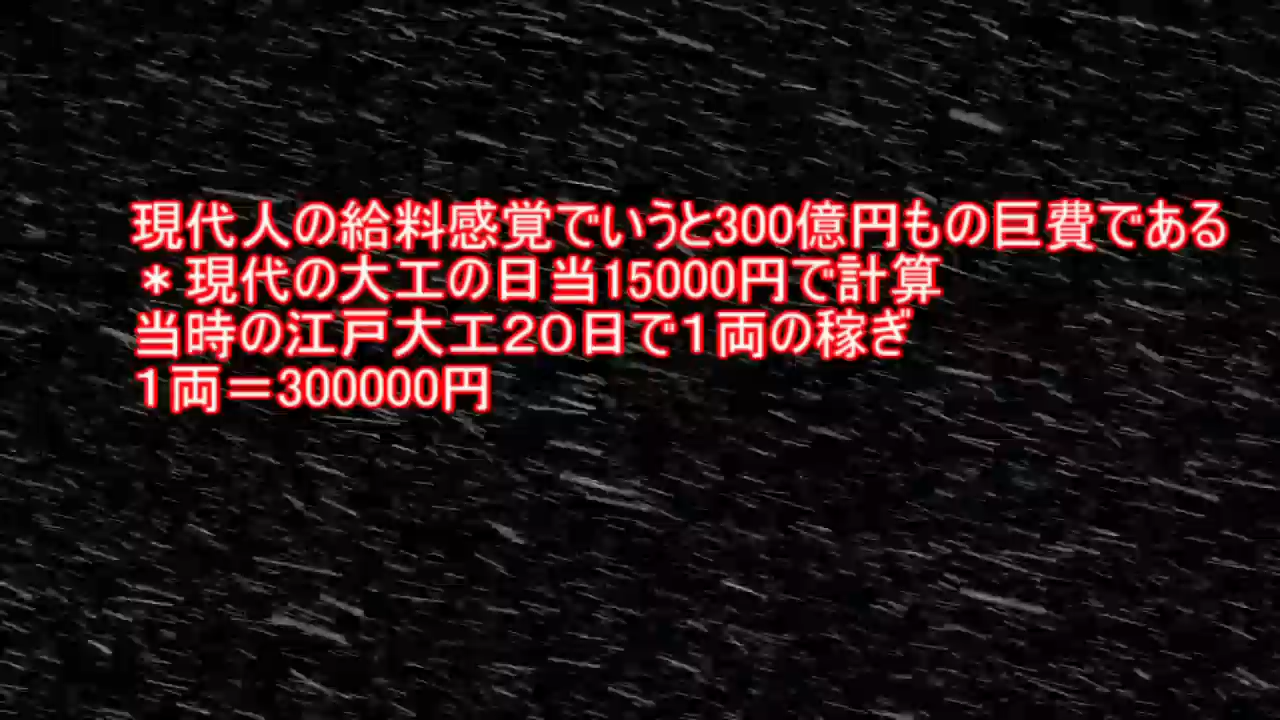 現代人の給料感覚でいうと300億円もの巨費である
＊現代の大工の日当15000円で計算
当時の江戸大工２０日で１両の稼ぎ
１両＝300000円